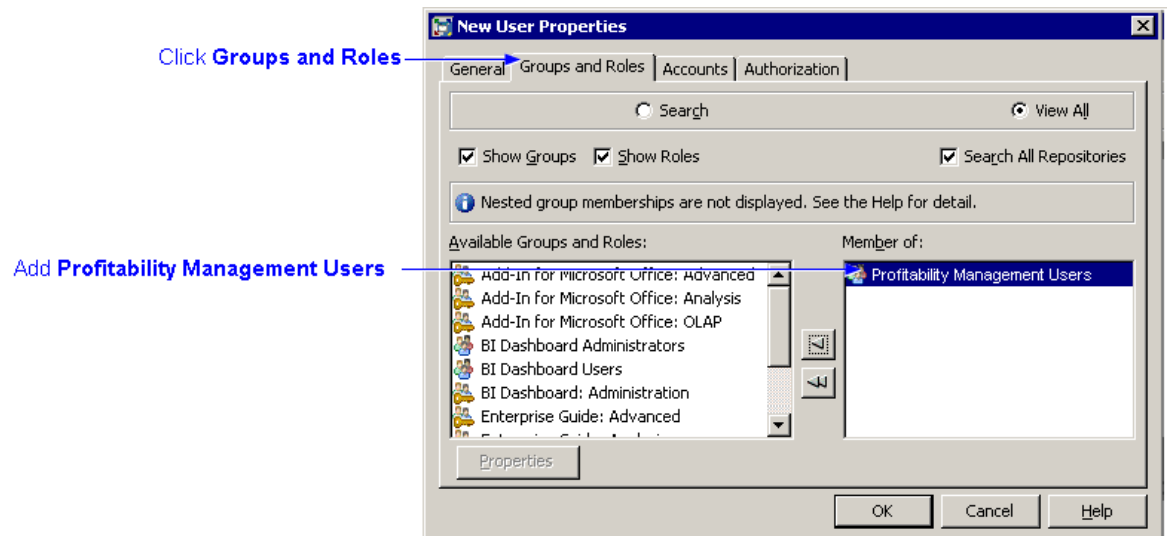 New User Properties
Click Groups and Roles
General Groups and Roles Accounts Authorization
Search View All
Show Groups Show Roles Search All Repositories
Nested group memberships are not displayed. See the Help for detail.
Available Groups and Roles: Member of:
Add Profitability Management Users
Add-In for Microsoft Office: Advanced
Profitability Management Users
Add-In for Microsoft Office: Analysis
Add-In for Microsoft Office: OLAP
BI Dashboard Administrators
BI Dashboard Users
BI Dashboard: Administration
Enterprise Guide: Advanced
Properties
OK Cancel Help